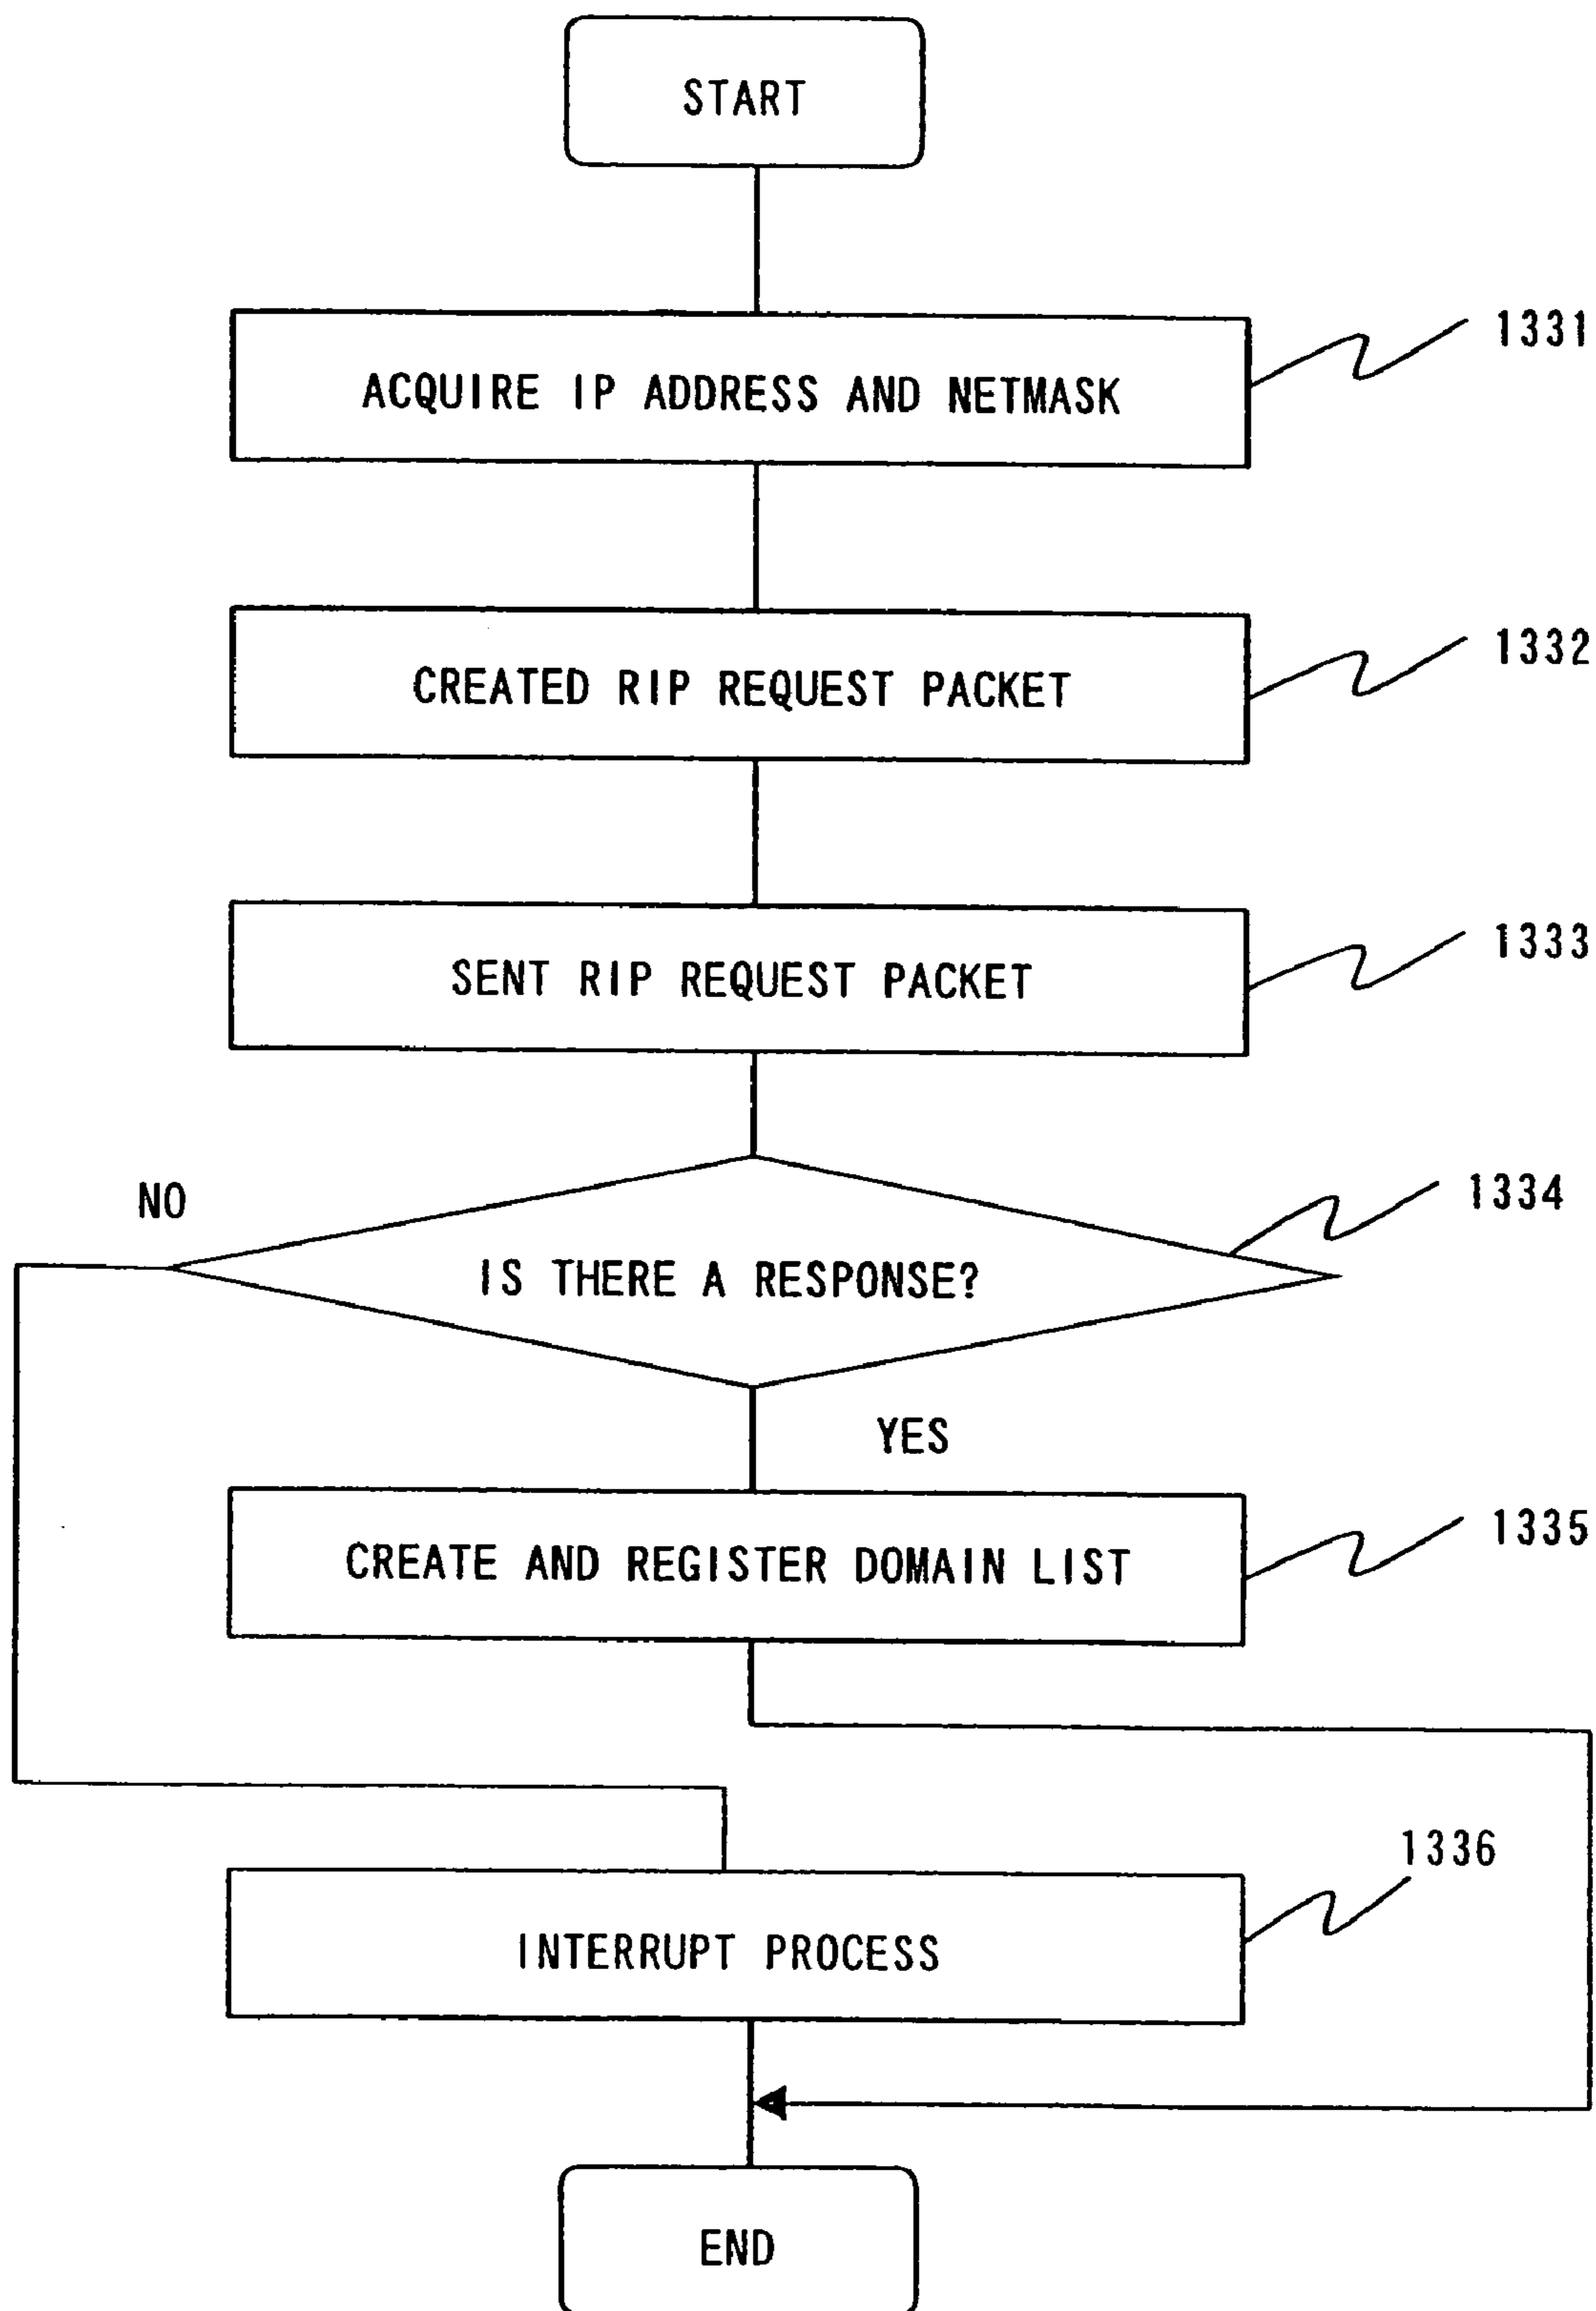 START
1331
ACQUIRE IP ADDRESS AND NETMASK
1332
CREATED RIP REQUEST PACKET
1333
SENT RIP REQUEST PACKET
NO
1334
IS THERE A RESPONSE?
YES
1335
CREATE AND REGISTER DOMAIN LIST
1336
INTERRUPT PROCESS
END